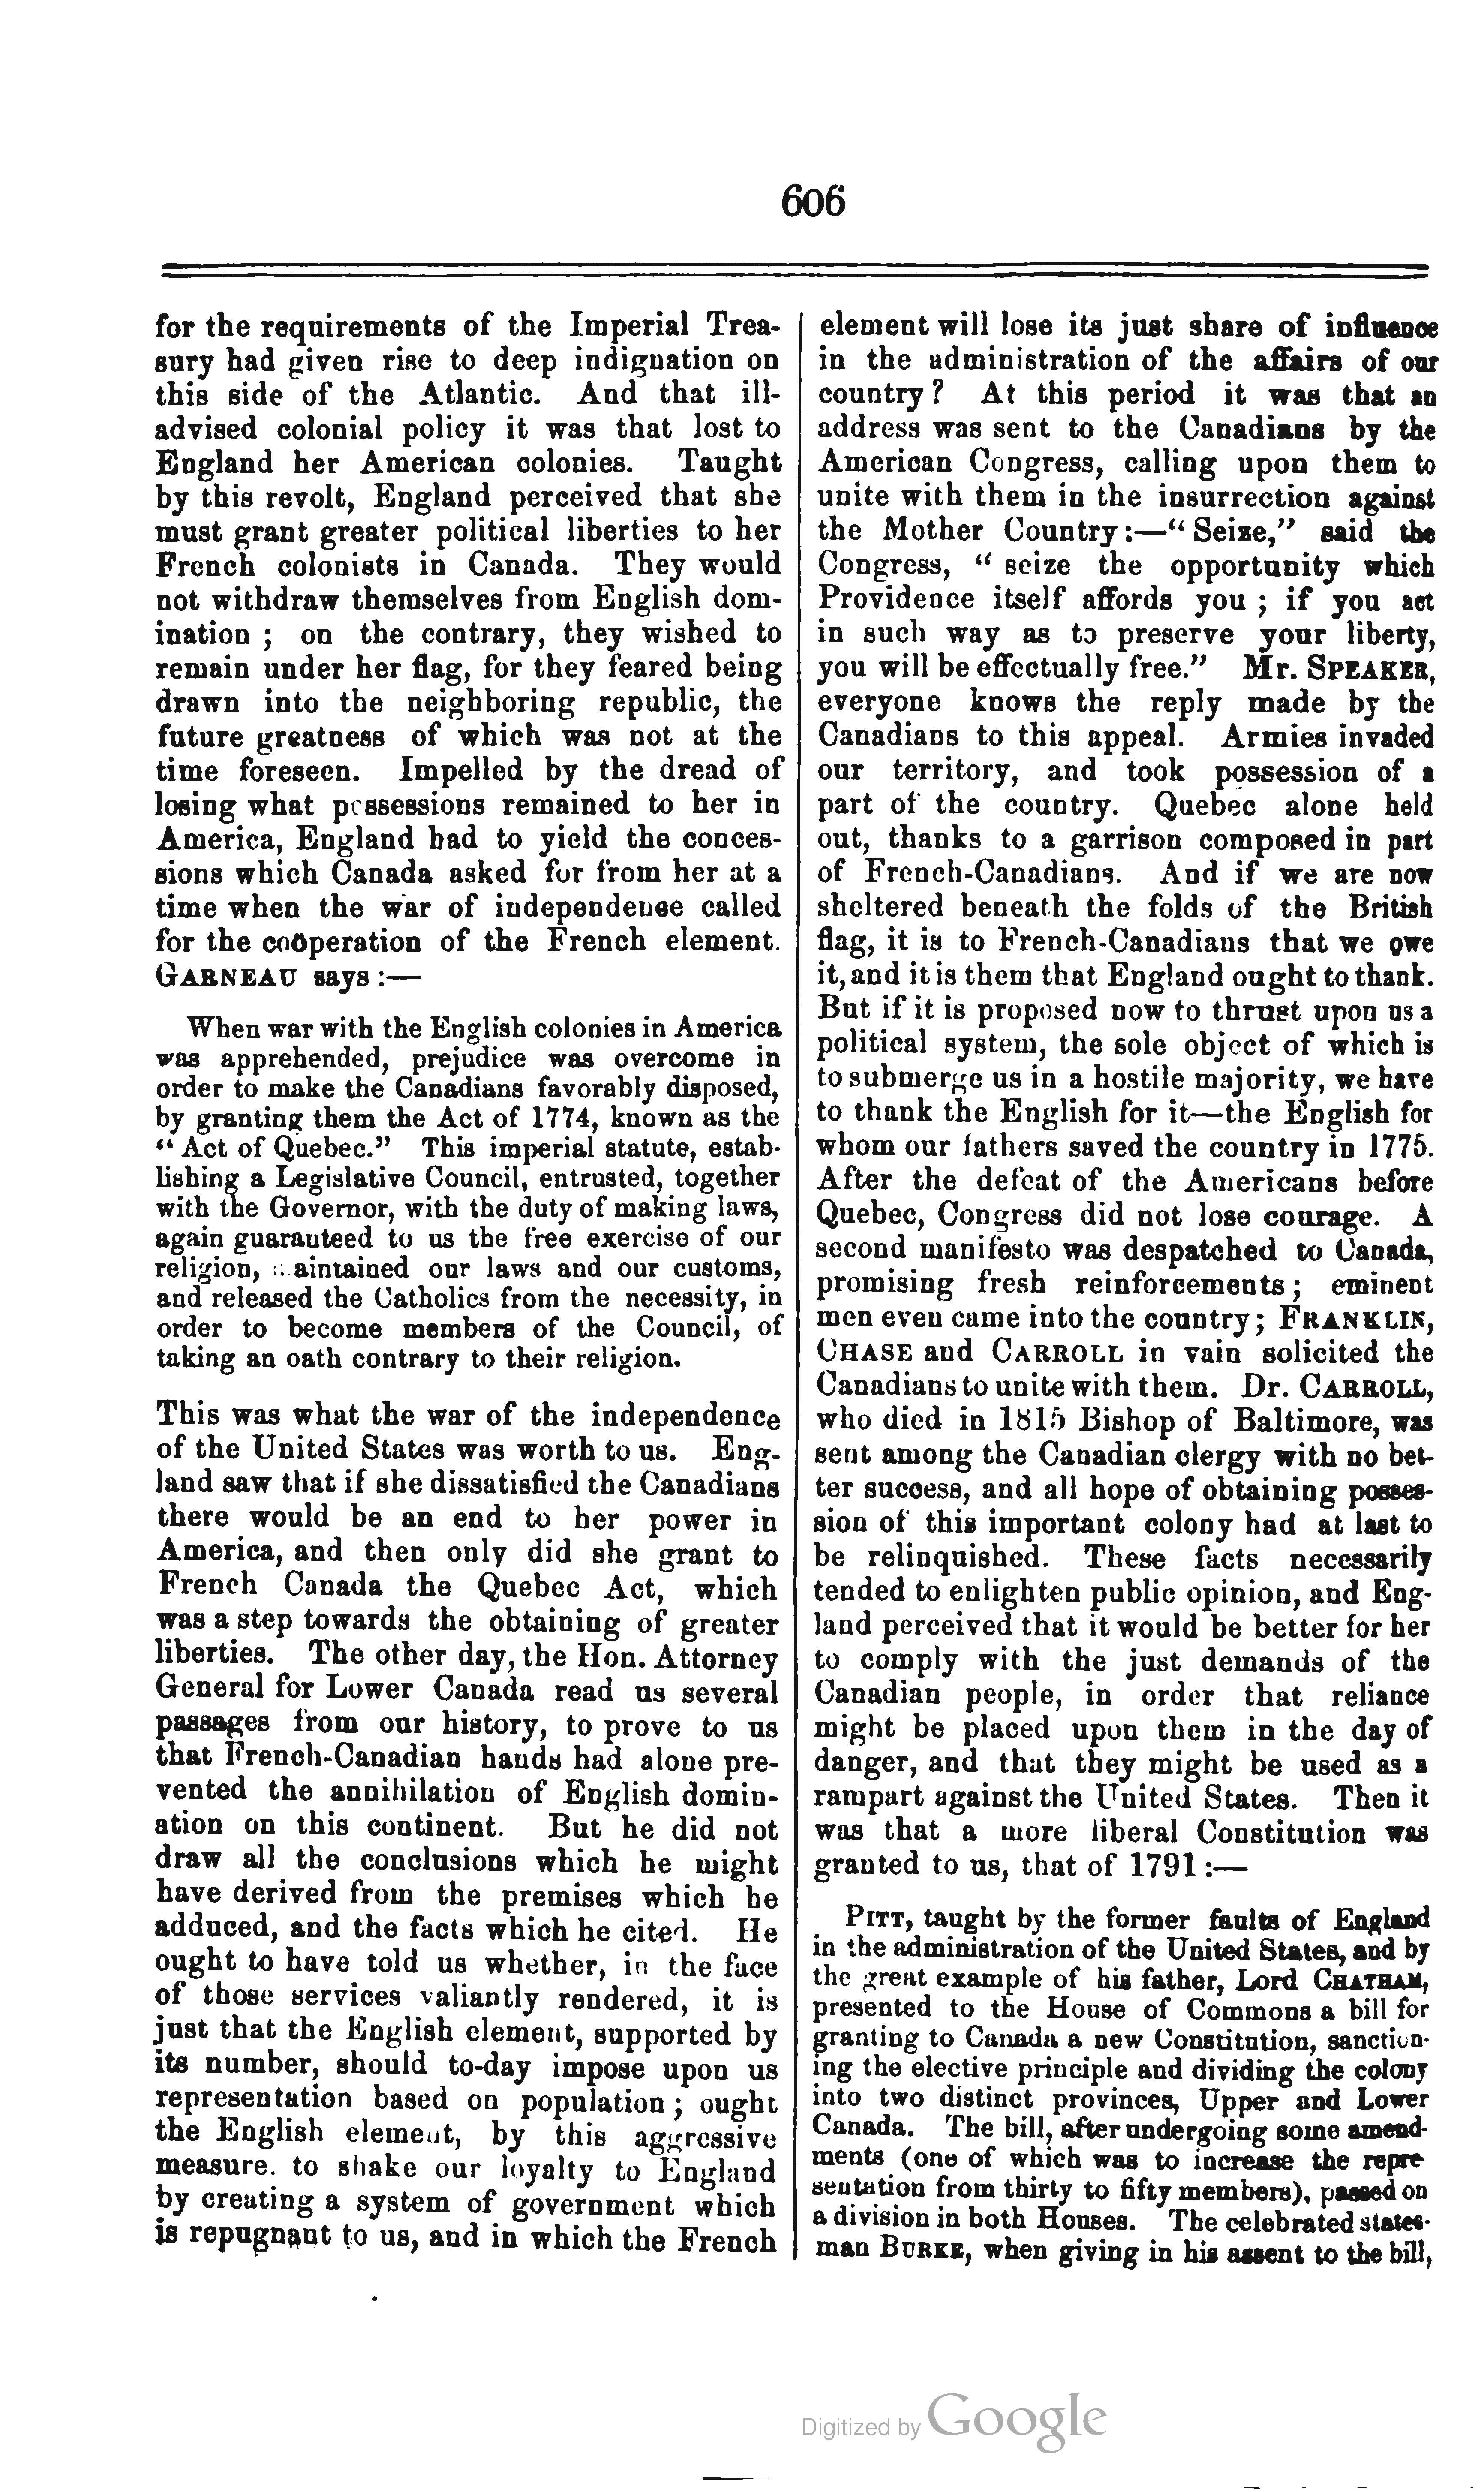 606
for the requirements of the Imperial Trea-
sury had given rise to deep indignation on
this side of the Atlantic. And that ill-
advised colonial policy it was that lost to
England her American colonies. Taught
by this revolt, England perceived that she
must grant greater political liberties to her
French colonists in Canada. They would
not withdraw themselves from English dom-
ination ; on the contrary, they wished to
remain under her flag, for they feared being
drawn into the neighboring republic, the
future greatness of which was not at the
time foreseen. Impelled by the dread of
losing what possessions remained to her in
America, England had to yield the conces-
sions which Canada asked for from her at a
time when the war of independence called
for the coöperation of the French element.
GARNEAU says :—
When war with the English colonies in America
was apprehended, prejudice was overcome in
order to make the Canadians favorably disposed,
by granting them the Act of 1774, known as the
“ Act of Quebec.” This imperial statute, estab-
lishing a Legislative Council, entrusted, together
with the Governor, with the duty of making laws,
again guaranteed to us the free exercise of our
religion, maintained our laws and our customs,
and released the Catholics from the necessity, in
order to become members of the Council, of
taking an oath contrary to their religion.
This was what the war of the independence
of the United States was worth to us. Eng-
land saw that if she dissatisfied the Canadians
there would be an end to her power in
America, and then only did she grant to
French Canada the Quebec Act, which
was a step towards the obtaining of greater
liberties. The other day, the Hon. Attorney
General for Lower Canada read us several
passages from our history, to prove to us
that French-Canadian hands had alone pre-
vented the annihilation of English domin-
ation on this continent. But he did not
draw all the conclusions which he might
have derived from the premises which he
adduced, and the facts which he cited. He
ought to have told us whether, in the face
of those services valiantly rendered, it is
just that the English element, supported by
its number, should to-day impose upon us
representation based on population ; ought
the English element, by this aggressive
measure. to shake our loyalty to England
by creating a system of government which
is repugnant to us, and in which the French
element will lose its just share of influence
in the administration of the affairs of our
country ? At this period it was that an
address was sent to the Canadians by the
American Congress, calling upon them to
unite with them in the insurrection against
the Mother Country :—“ Seize,” said the
Congress, “ seize the opportunity which
Providence itself affords you ; if you act
in such way as to preserve your liberty,
you will be effectually free.” Mr. SPEAKER,
everyone knows the reply made by the
Canadians to this appeal. Armies invaded
our territory, and took possession of a
part of the country. Quebec alone held
out, thanks to a garrison composed in part
of French-Canadians. And if we are now
sheltered beneath the folds of the British
flag, it is to French-Canadians that we owe
it, and it is them that England ought to thank.
But if it is proposed now to thrust upon us a
political system, the sole object of which is
to submerge us in a hostile majority, we have
to thank the English for it—the English for
whom our fathers saved the country in 1775.
After the defeat of the Americans before
Quebec, Congress did not lose courage. A
second manifesto was despatched to Canada,
promising fresh reinforcements ; eminent
men even came into the country ; FRANKLIN,
CHASE and CARROLL in vain solicited the
Canadians to unite with them. Dr. CARROLL,
who died in 1815 Bishop of Baltimore, was
sent among the Canadian clergy with no bet-
ter success, and all hope of obtaining posses-
sion of this important colony had at last to
be relinquished. These facts necessarily
tended to enlighten public opinion, and Eng-
land perceived that it would be better for her
to comply with the just demands of the
Canadian people, in order that reliance
might be placed upon them in the day of
danger, and that they might be used as a
rampart against the United States. Then it
was that a more liberal Constitution was
granted to us, that of 1791 :—
PITT, taught by the former faults of England
in the administration of the United States, and by
the great example of his father, Lord CHATHAM,
presented to the House of Commons a bill for
granting to Canada a new Constitution, sanction-
ing the elective principle and dividing the colony
into two distinct provinces, Upper and Lower
Canada. The bill, after undergoing some amend-
ments (one of which was to increase the repre-
sentation from thirty to fifty members), passed on
a division in both Houses. The celebrated states-
man BURKE, when giving in his assent to the bill,
Digitized by Google